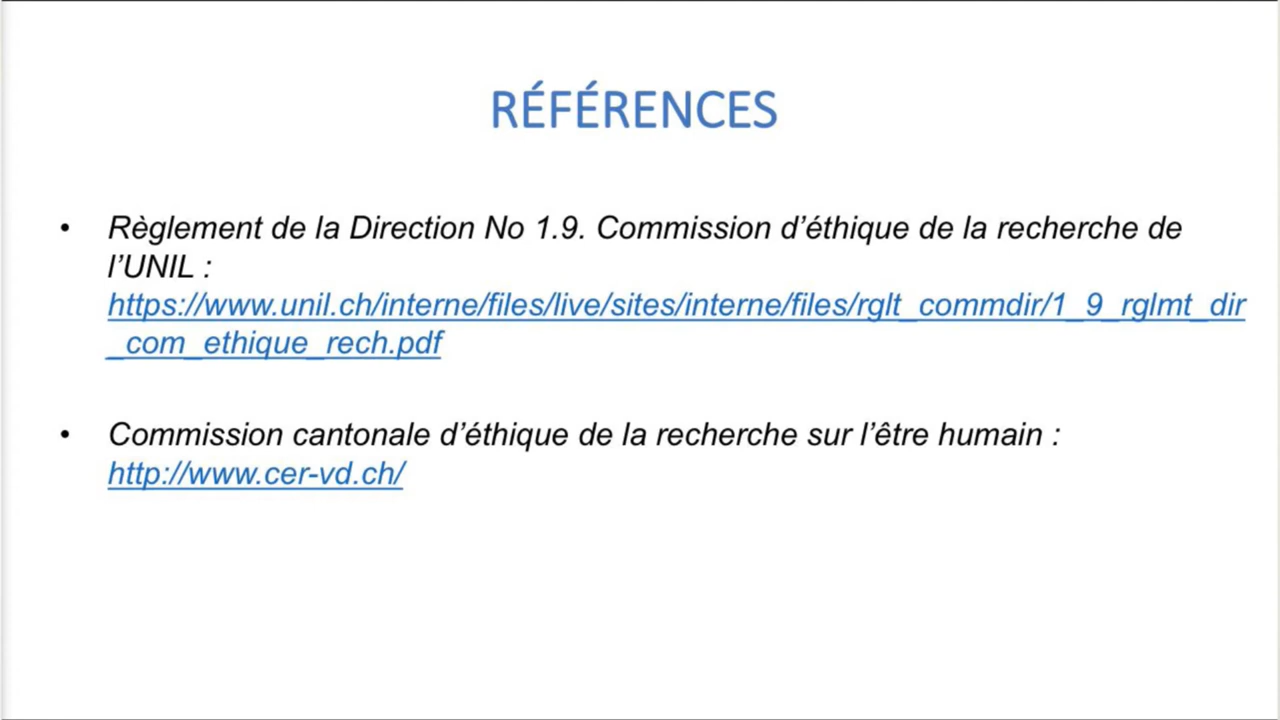 RÉFÉRENCES
• Règlement de la Direction No 1.9. Commission d’éthique de la recherche de
l’UNIL :
https://www.unil.ch/interne/files/live/sites/interne/files/rglt_commdir/1_9_rglmt_dir
_com_ethique_rech.pdf
• Commission cantonale d’éthique de la recherche sur l’être humain :
http://www.cer-vd.ch/